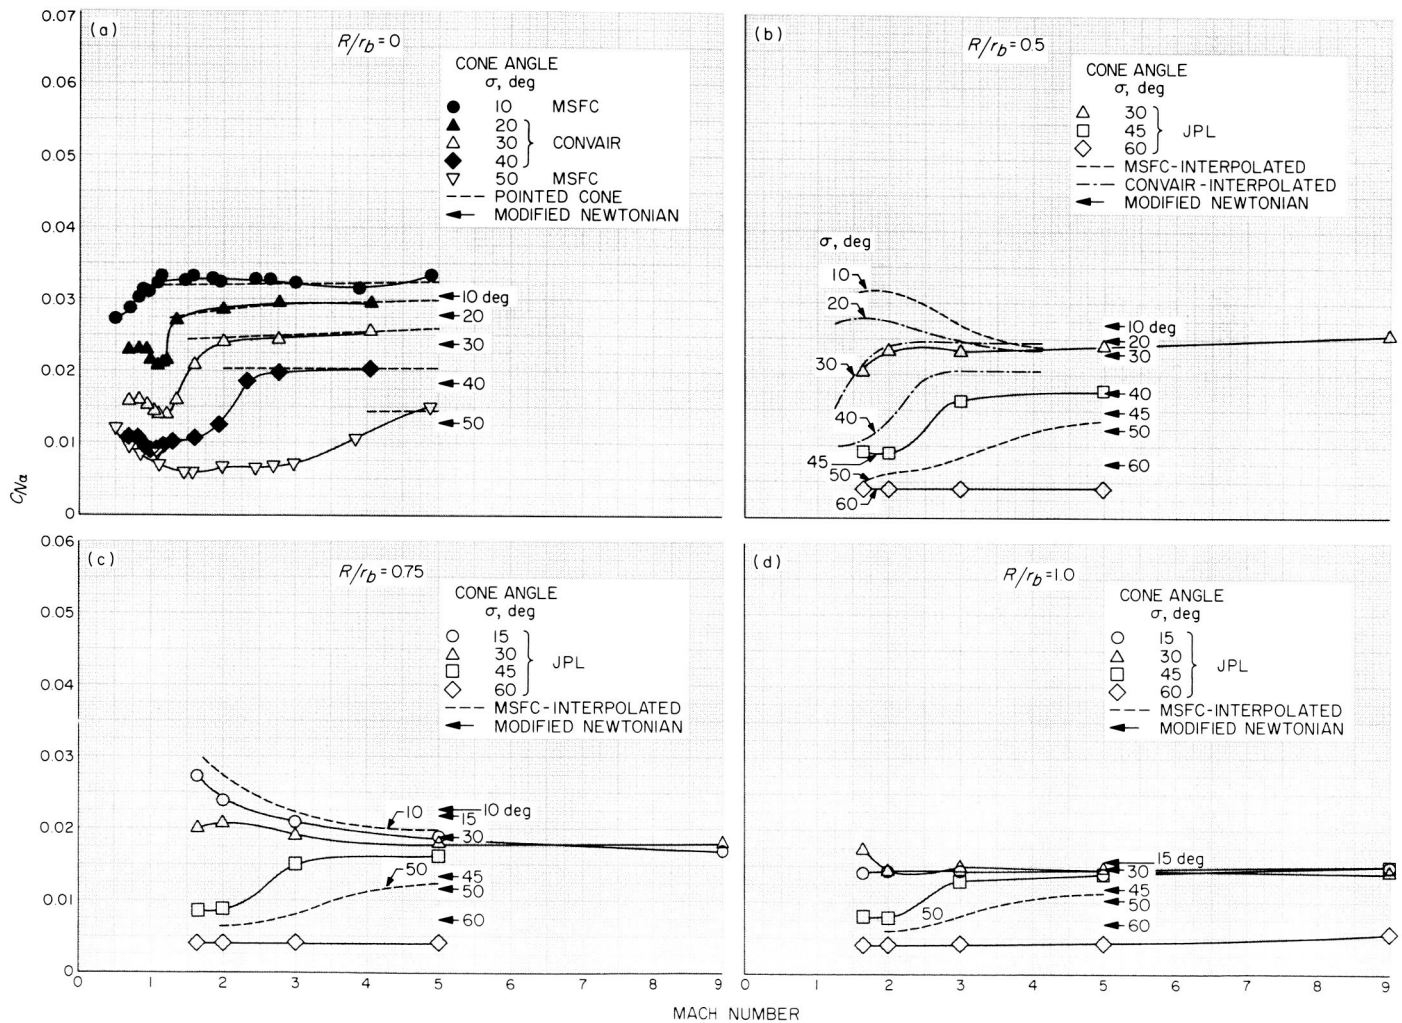 (a)
R/r_b = 0
CONE ANGLE
σ, deg
10 MSFC
20
30 CONVAIR
40
50 MSFC
POINTED CONE
MODIFIED NEWTONIAN
0.07
0.06
0.05
0.04
0.03
0.02
0.01
0
C_Nα
10 deg
20
30
40
50
(b)
R/r_b = 0.5
CONE ANGLE
σ, deg
30
45 JPL
60
MSFC-INTERPOLATED
CONVAIR-INTERPOLATED
MODIFIED NEWTONIAN
σ, deg
10
20
30
40
45
50
60
10 deg
20
30
40
45
50
60
(c)
R/r_b = 0.75
CONE ANGLE
σ, deg
15
30
45 JPL
60
MSFC-INTERPOLATED
MODIFIED NEWTONIAN
0.06
0.05
0.04
0.03
0.02
0.01
0
10
50
10 deg
15
30
45
50
60
0 1 2 3 4 5 6 7 8 9
(d)
R/r_b = 1.0
CONE ANGLE
σ, deg
15
30
45 JPL
60
MSFC-INTERPOLATED
MODIFIED NEWTONIAN
50
15 deg
30
45
50
60
0 1 2 3 4 5 6 7 8 9
MACH NUMBER